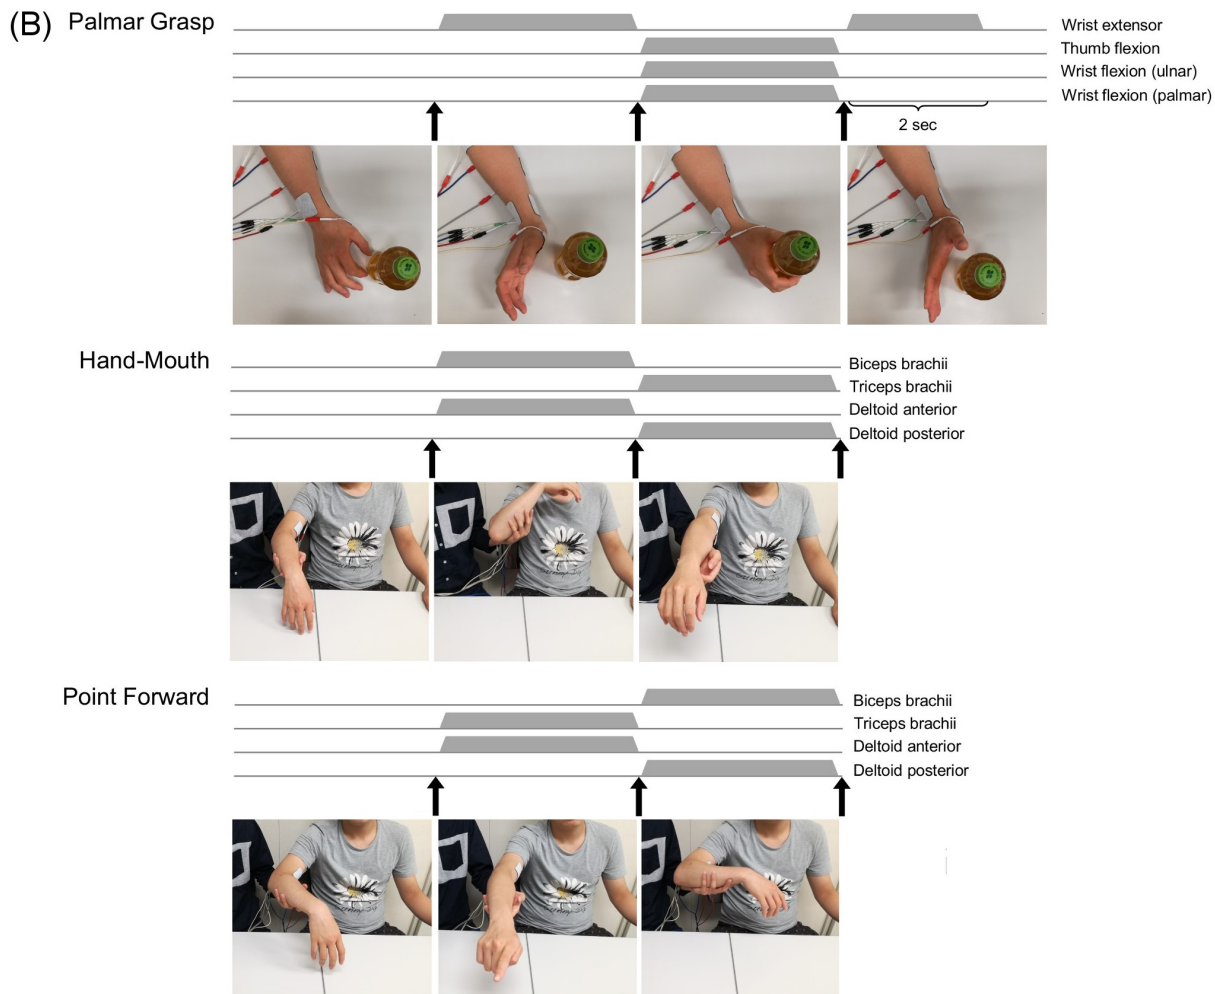 (B) Palmar Grasp
Wrist extensor
Thumb flexion
Wrist flexion (ulnar)
Wrist flexion (palmar)
2 sec
Hand-Mouth
Biceps brachii
Triceps brachii
Deltoid anterior
Deltoid posterior
Point Forward
Biceps brachii
Triceps brachii
Deltoid anterior
Deltoid posterior